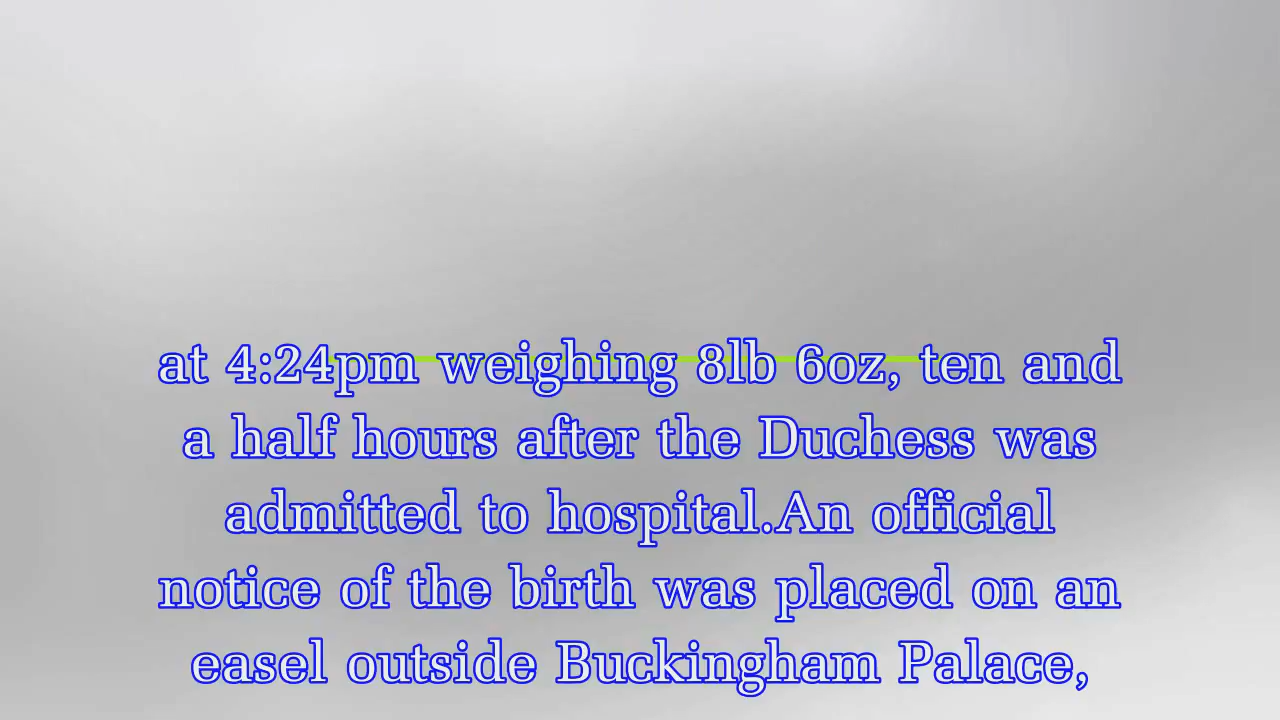 at 4:24pm weighing 8lb 6oz, ten and
a half hours after the Duchess was
admitted to hospital.An official
notice of the birth was placed on an
easel outside Buckingham Palace,